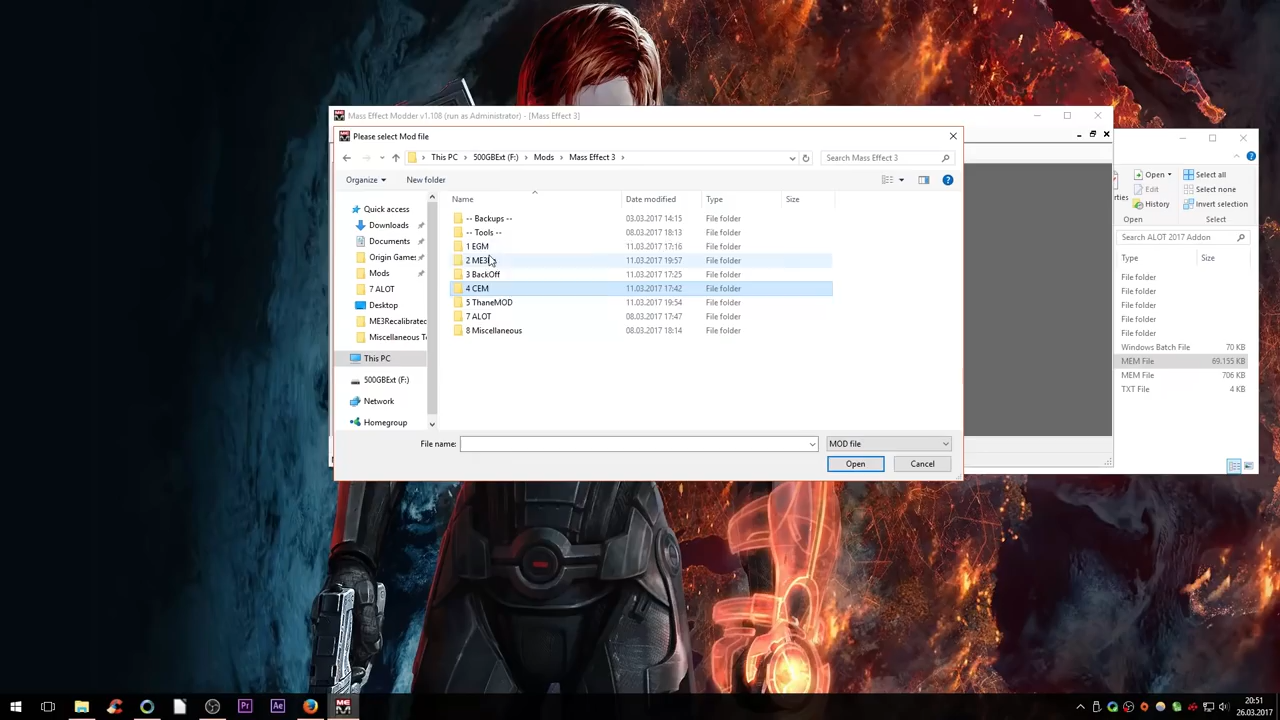 Mass Effect Modder v1.108 (run as Administrator) - [Mass Effect 3]
Please select Mod file
This PC > 500GBExt (F:) > Mods > Mass Effect 3 >
Search Mass Effect 3
Organize
New folder
Name
Date modified
Type
Size
Quick access
Downloads
Documents
Origin Games
Mods
7 ALOT
Desktop
ME3Recalibrated
Miscellaneous T
This PC
500GBExt (F:)
Network
Homegroup
-- Backups -- 03.03.2017 14:15 File folder
-- Tools -- 08.03.2017 18:13 File folder
1 EGM 11.03.2017 17:16 File folder
2 ME3 11.03.2017 19:57 File folder
3 BackOff 11.03.2017 17:25 File folder
4 CEM 11.03.2017 17:42 File folder
5 ThaneMOD 11.03.2017 19:54 File folder
7 ALOT 08.03.2017 17:47 File folder
8 Miscellaneous 08.03.2017 18:14 File folder
File name:
MOD file
Open
Cancel
rties
Open
Edit
History
Open
Select all
Select none
Invert selection
Select
Search ALOT 2017 Addon
Type
Size
File folder
File folder
File folder
File folder
File folder
Windows Batch File 70 KB
MEM File 69.155 KB
MEM File 706 KB
TXT File 4 KB
Pr
Ae
ME
M
20:51
26.03.2017